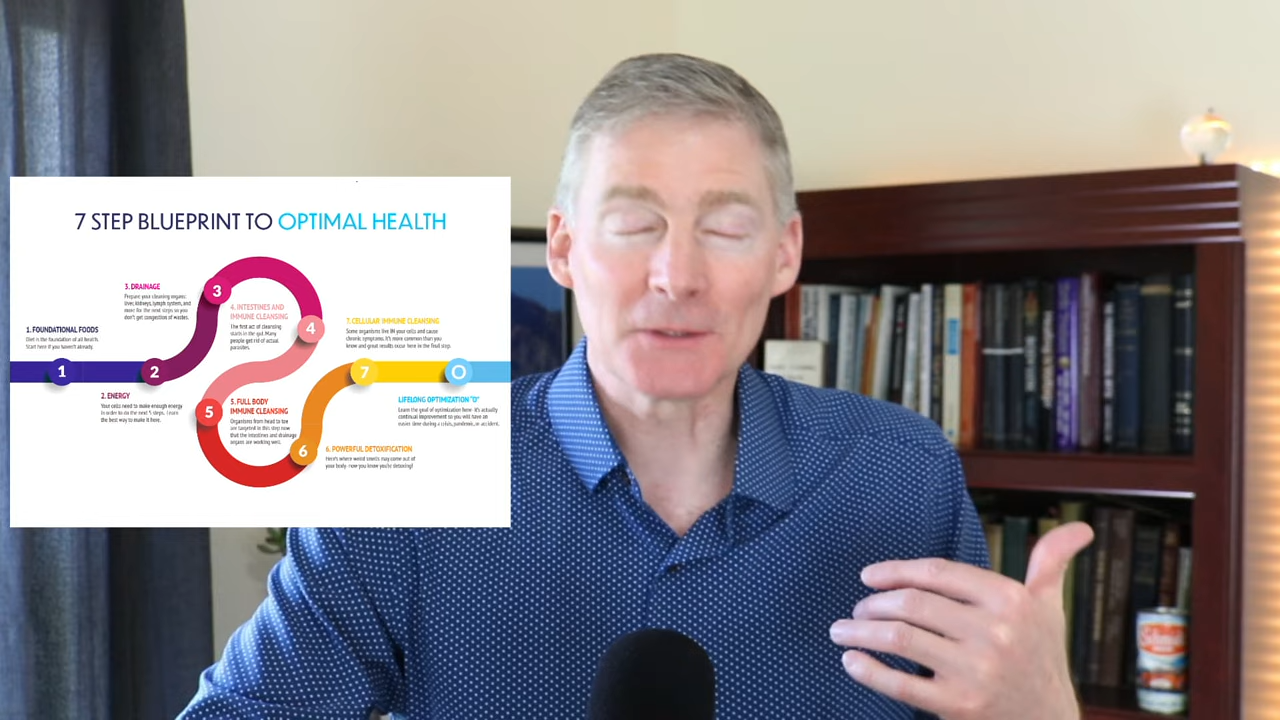 7 STEP BLUEPRINT TO OPTIMAL HEALTH
3. DRAINAGE
Prepare your cleaning organs:
liver, kidneys, lymph system, and
more for the next steps so you
don't get congestion of wastes.
3
4. INTESTINES AND
IMMUNE CLEANSING
The first act of cleansing
starts in the gut. Many
people get rid of actual
parasites.
4
7. CELLULAR IMMUNE CLEANSING
Some organisms live IN your cells and cause
chronic symptoms. It's more common than you
know and great results occur here in the final step.
1. FOUNDATIONAL FOODS
Diet is the foundation of all health.
Start here if you haven't already.
1
2
7
O
2. ENERGY
Your cells need to make enough energy
in order to do the next 5 steps. Learn
the best way to make it here.
5
5. FULL BODY
IMMUNE CLEANSING
Organisms from head to toe
are targeted in this step now
that the intestines and drainage
organs are working well.
LIFELONG OPTIMIZATION "O"
Learn the goal of optimization here. It's actually
continual improvement so you will have an
easier time during a crisis, pandemic, or accident.
6
6. POWERFUL DETOXIFICATION
Here's where weird smells may come out of
your body - now you know you're detoxing!